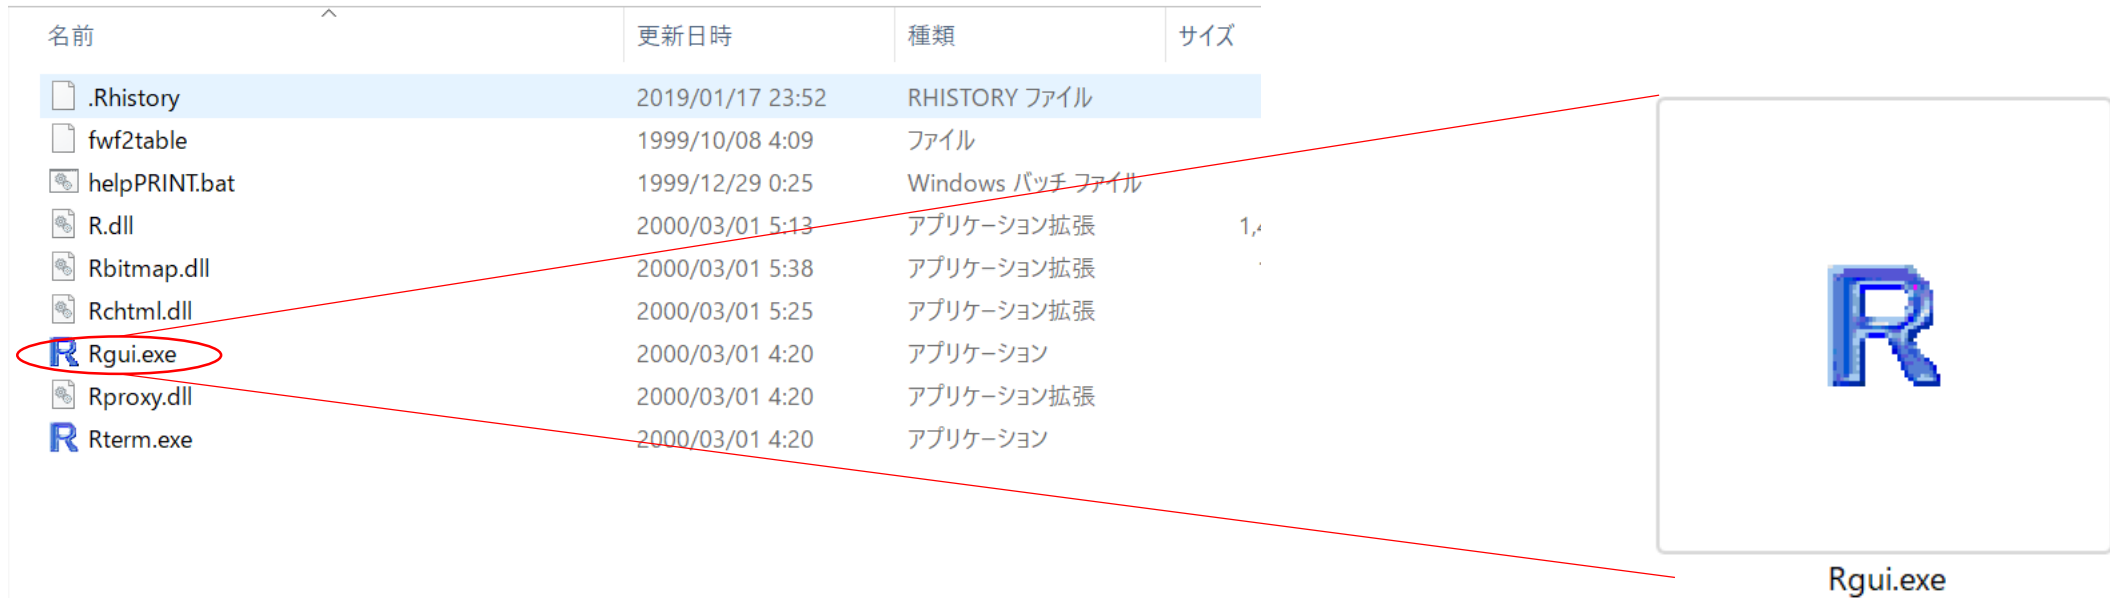 名前 更新日時 種類 サイズ
.Rhistory 2019/01/17 23:52 RHISTORY ファイル
fwf2table 1999/10/08 4:09 ファイル
helpPRINT.bat 1999/12/29 0:25 Windows バッチ ファイル
R.dll 2000/03/01 5:13 アプリケーション拡張
Rbitmap.dll 2000/03/01 5:38 アプリケーション拡張
Rchtml.dll 2000/03/01 5:25 アプリケーション拡張
Rgui.exe 2000/03/01 4:20 アプリケーション
Rproxy.dll 2000/03/01 4:20 アプリケーション拡張
Rterm.exe 2000/03/01 4:20 アプリケーション
R
Rgui.exe